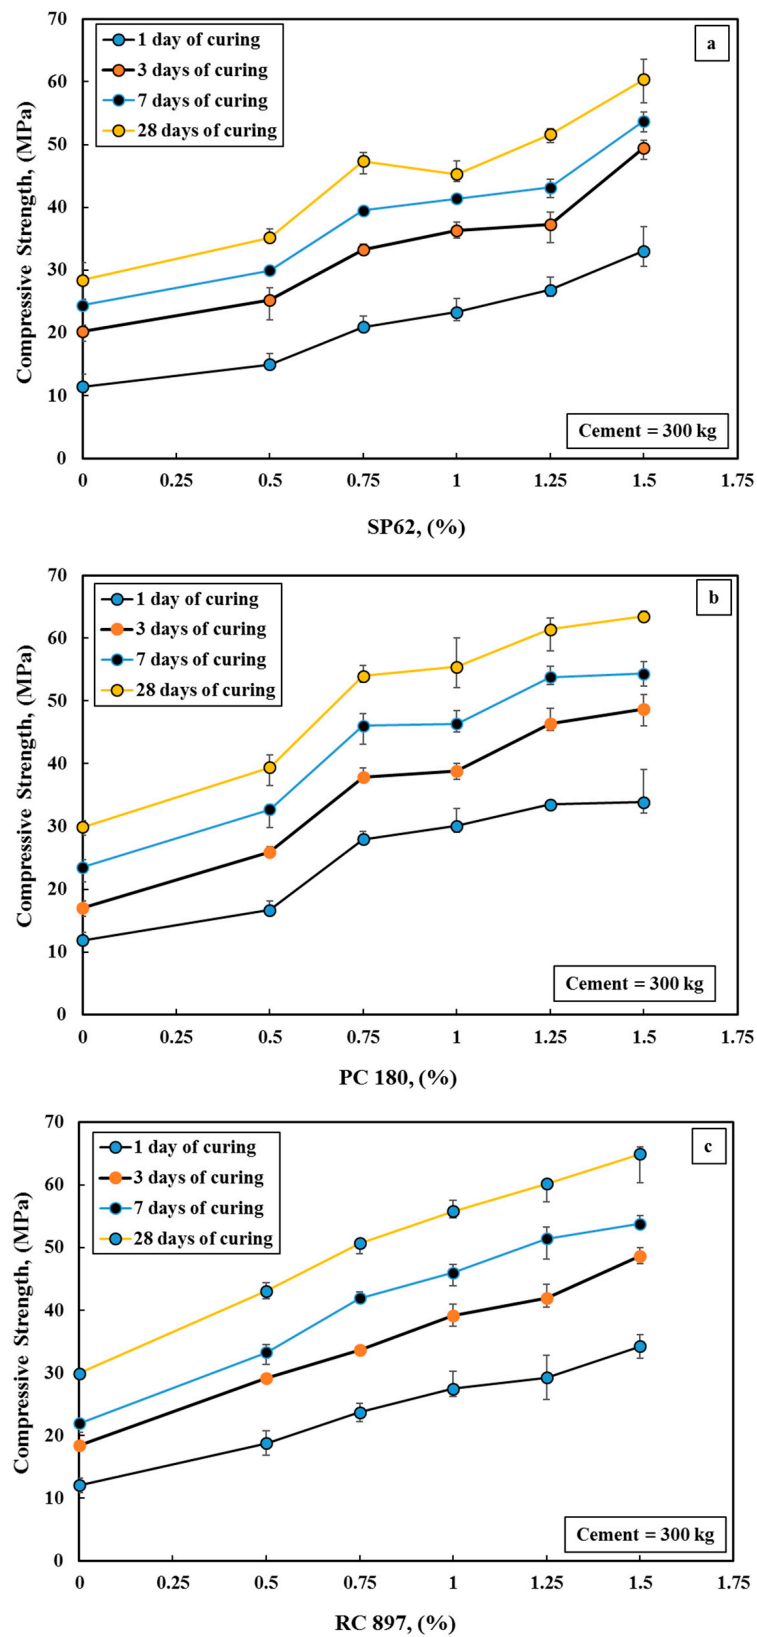 70
60
50
40
30
20
10
0
Compressive Strength, (MPa)
1 day of curing
3 days of curing
7 days of curing
28 days of curing
a
Cement = 300 kg
0 0.25 0.5 0.75 1 1.25 1.5 1.75
SP62, (%)
70
60
50
40
30
20
10
0
Compressive Strength, (MPa)
1 day of curing
3 days of curing
7 days of curing
28 days of curing
b
Cement = 300 kg
0 0.25 0.5 0.75 1 1.25 1.5 1.75
PC 180, (%)
70
60
50
40
30
20
10
0
Compressive Strength, (MPa)
1 day of curing
3 days of curing
7 days of curing
28 days of curing
c
Cement = 300 kg
0 0.25 0.5 0.75 1 1.25 1.5 1.75
RC 897, (%)